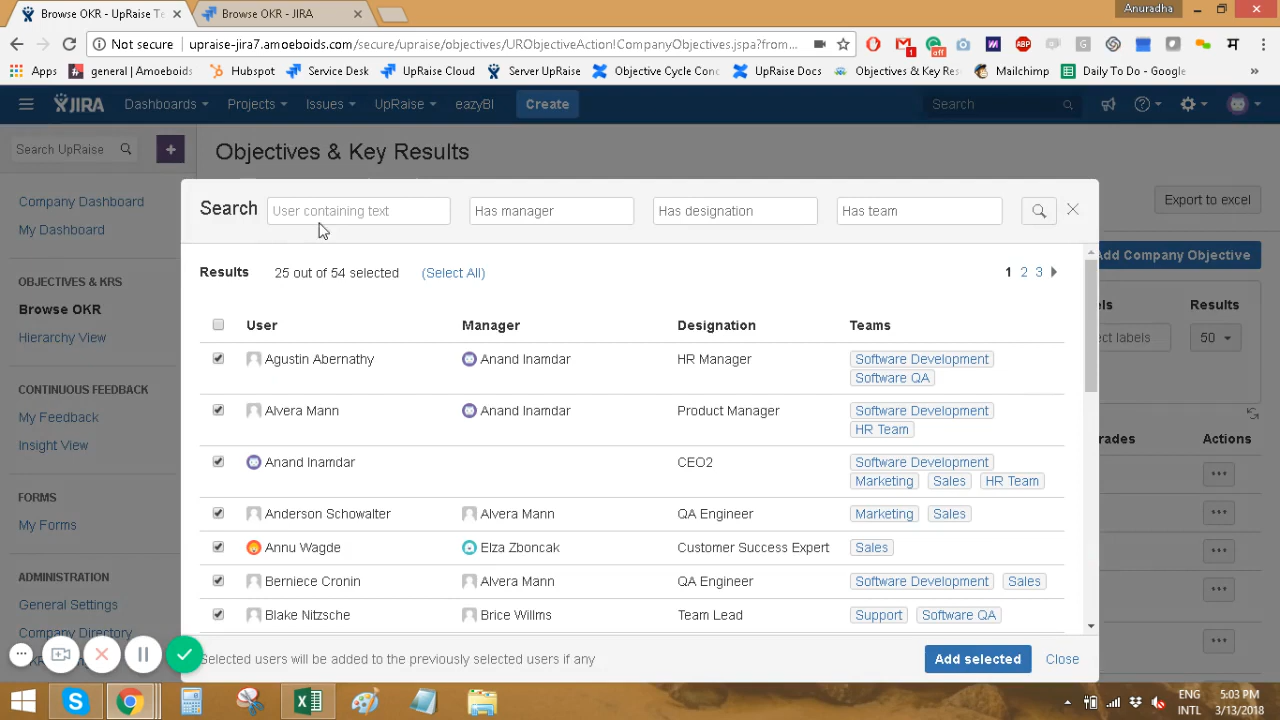 Browse OKR - UpRaise Te
Browse OKR - JIRA
Anuradha
Not secure | upraise-jira7.amoeboids.com/secure/upraise/objectives/URObjectiveAction!CompanyObjectives.jspa?from...
Apps
general | Amoeboids
Hubspot
Service Desk
UpRaise Cloud
Server UpRaise
Objective Cycle Conc
UpRaise Docs
Objectives & Key Res
Mailchimp
Daily To Do - Google
JIRA
Dashboards
Projects
Issues
UpRaise
eazyBI
Create
Search
Search UpRaise
+
Objectives & Key Results
Company Dashboard
My Dashboard
OBJECTIVES & KRS
Browse OKR
Hierarchy View
CONTINUOUS FEEDBACK
My Feedback
Insight View
FORMS
My Forms
ADMINISTRATION
General Settings
Company Directory
Export to excel
Add Company Objective
els
Results
ect labels
50
rades
Actions
Search
User containing text
Has manager
Has designation
Has team
Results
25 out of 54 selected
(Select All)
1 2 3
User Manager Designation Teams
Agustin Abernathy Anand Inamdar HR Manager Software Development
Software QA
Alvera Mann Anand Inamdar Product Manager Software Development
HR Team
Anand Inamdar CEO2 Software Development
Marketing Sales HR Team
Anderson Schowalter Alvera Mann QA Engineer Marketing Sales
Annu Wagde Elza Zboncak Customer Success Expert Sales
Berniece Cronin Alvera Mann QA Engineer Software Development Sales
Blake Nitzsche Brice Willms Team Lead Support Software QA
Selected users will be added to the previously selected users if any
Add selected
Close
ENG
INTL
5:03 PM
3/13/2018